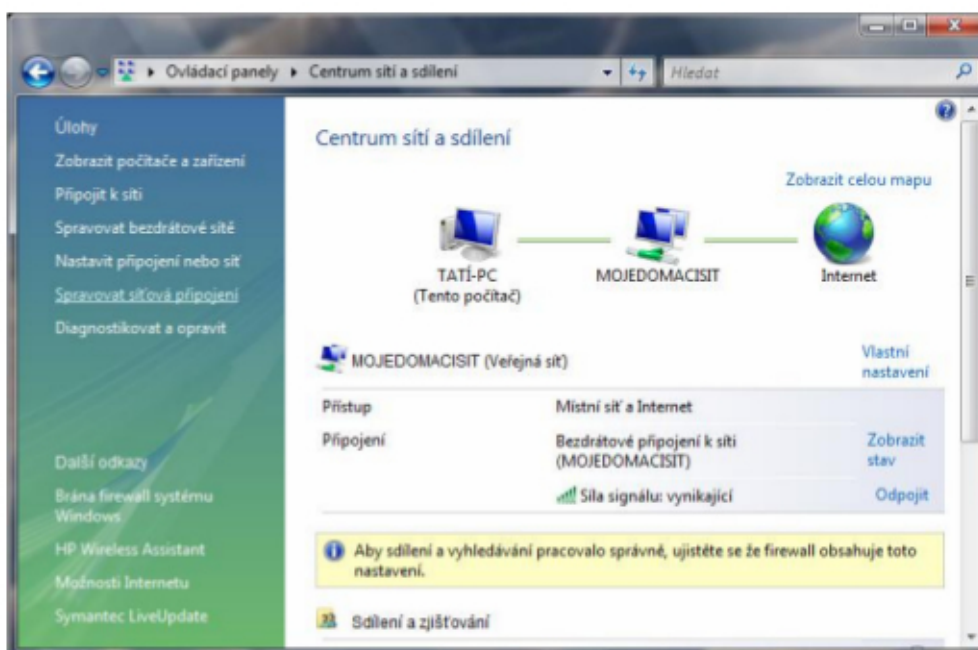 Ovládací panely
Centrum sítí a sdílení
Hledat
Úlohy
Zobrazit počítače a zařízení
Připojit k síti
Spravovat bezdrátové sítě
Nastavit připojení nebo síť
Spravovat síťová připojení
Diagnostikovat a opravit
Další odkazy
Brána firewall systému
Windows
HP Wireless Assistant
Možnosti Internetu
Symantec LiveUpdate
Centrum sítí a sdílení
Zobrazit celou mapu
TATÍ-PC
(Tento počítač)
MOJEDOMACISIT
Internet
MOJEDOMACISIT (Veřejná sít)
Vlastní
nastavení
Přístup
Místní síť a Internet
Připojení
Bezdrátové připojení k síti
(MOJEDOMACISIT)
Zobrazit
stav
Síla signálu: vynikající
Odpojit
Aby sdílení a vyhledávání pracovalo správně, ujistěte se že firewall obsahuje toto
nastavení.
Sdílení a zjišťování